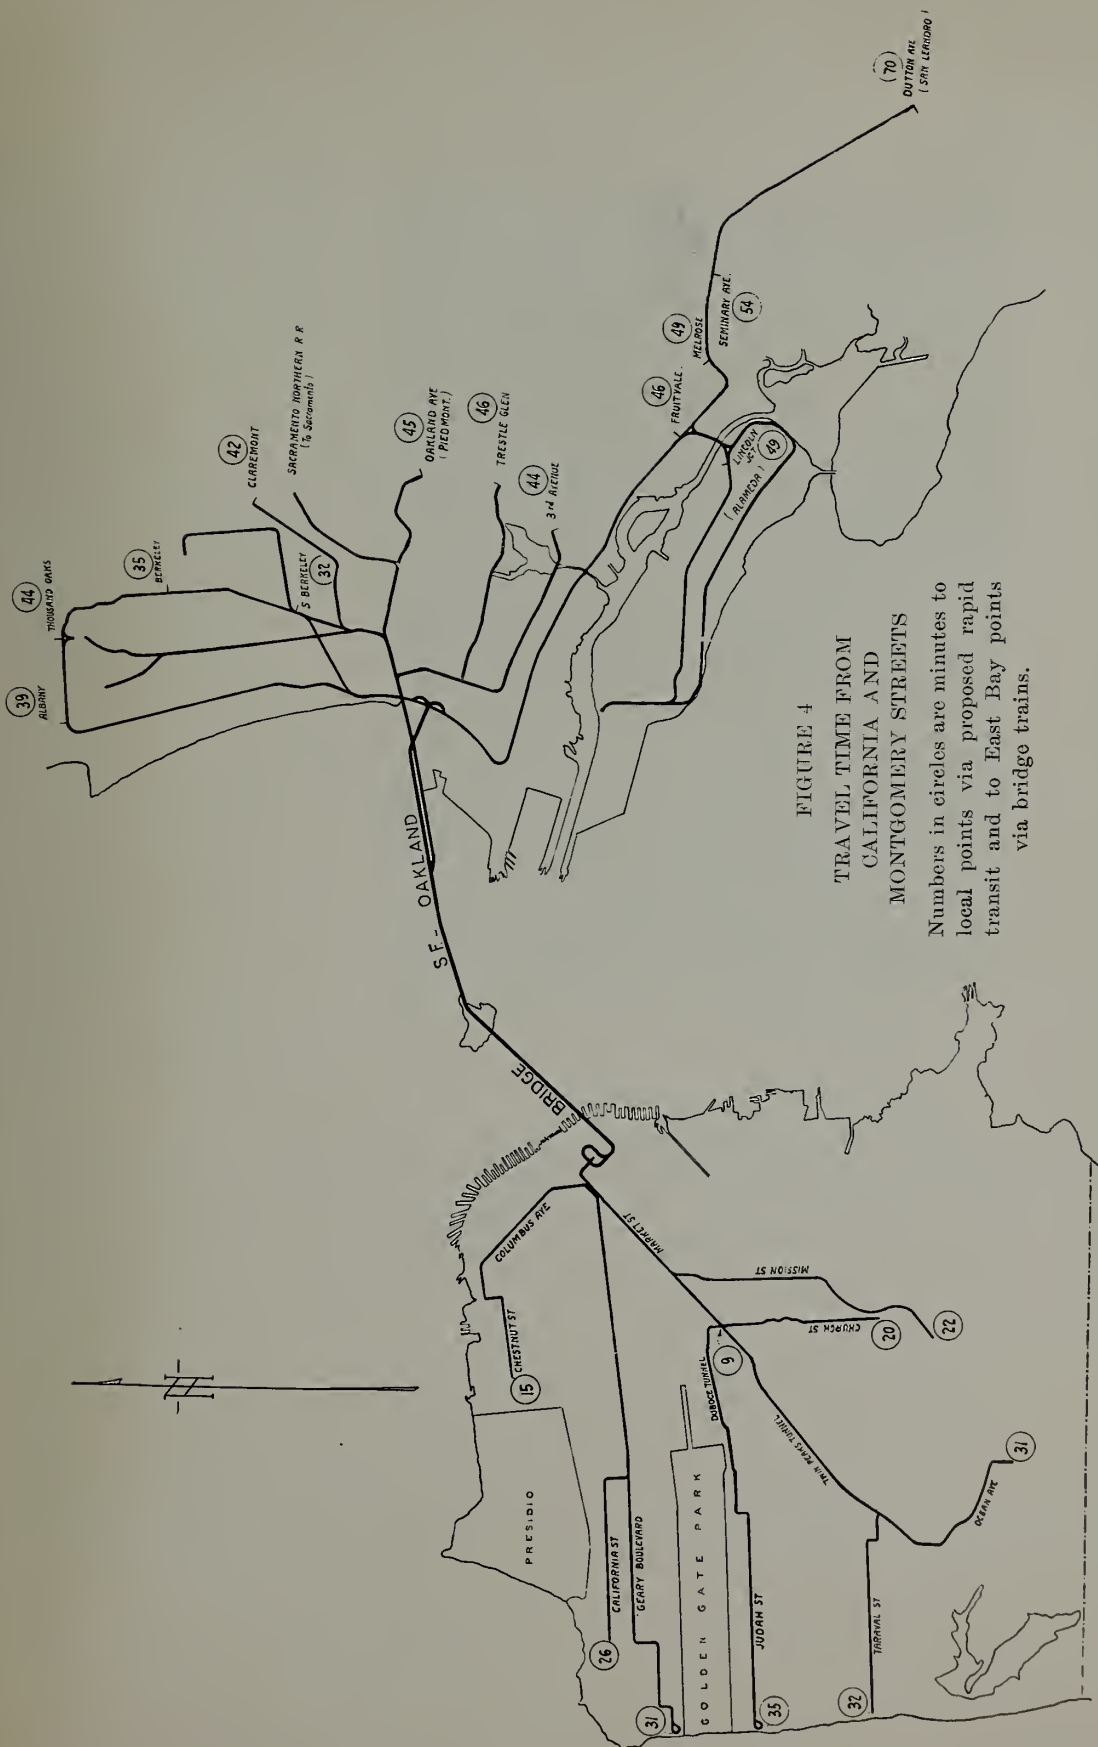 FIGURE 4
TRAVEL TIME FROM
CALIFORNIA AND
MONTGOMERY STREETS
Numbers in circles are minutes to
local points via proposed rapid
transit and to East Bay points
via bridge trains.
N
39
ALBANY
44
THOUSAND OAKS
35
BERKELEY
S BERKELEY
32
42
CLAREMONT
SACRAMENTO NORTHERN R R
(To Sacramento)
45
OAKLAND AVE
(PIEDMONT.)
46
TRESTLE GLEN
44
3RD AVENUE
46
FRUITVALE.
49
MELROSE
SEMINARY AVE.
54
70
DUTTON AVE
(SAN LEANDRO)
LINCOLN
JCT
49
(ALAMEDA)
S.F. - OAKLAND
BRIDGE
COLUMBUS AVE
CHESTNUT ST
15
MARKET ST
MISSION ST
22
CHURCH ST
20
9
DUBOCE TUNNEL
TWIN PEAKS TUNNEL
OCEAN AVE
31
PRESIDIO
CALIFORNIA ST
26
GEARY BOULEVARD
31
GOLDEN GATE PARK
JUDAH ST
35
TARAVAL ST
32